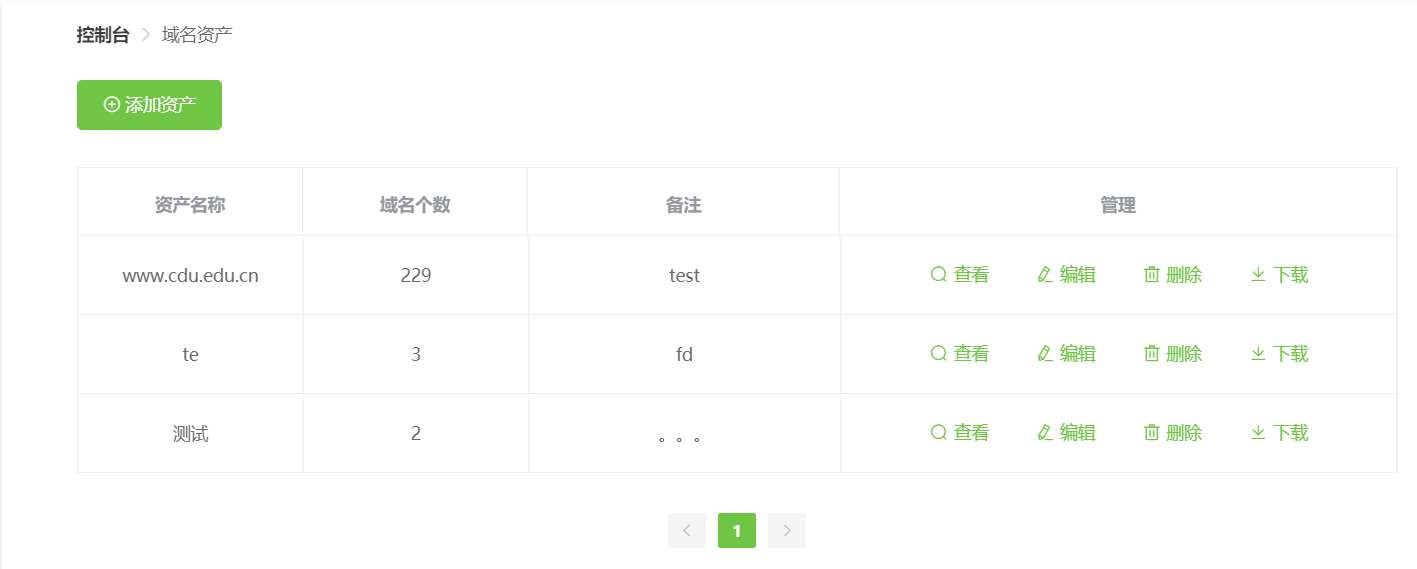 控制台 > 域名资产
添加资产
资产名称 域名个数 备注 管理
www.cdu.edu.cn 229 test 查看 编辑 删除 下载
te 3 fd 查看 编辑 删除 下载
测试 2 。。。 查看 编辑 删除 下载
< 1 >